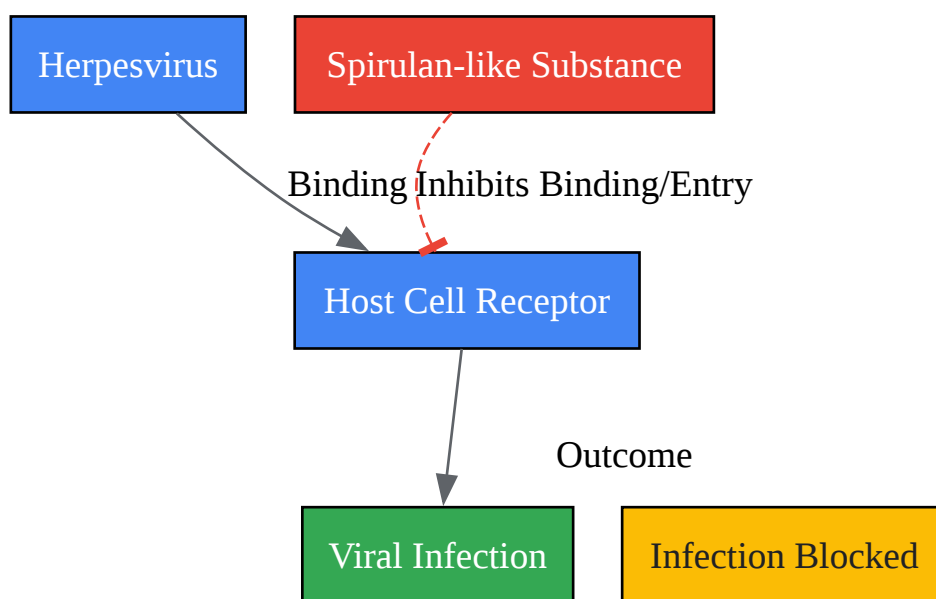 Herpesvirus
Spirulan-like Substance
Binding
Inhibits Binding/Entry
Host Cell Receptor
Outcome
Viral Infection
Infection Blocked